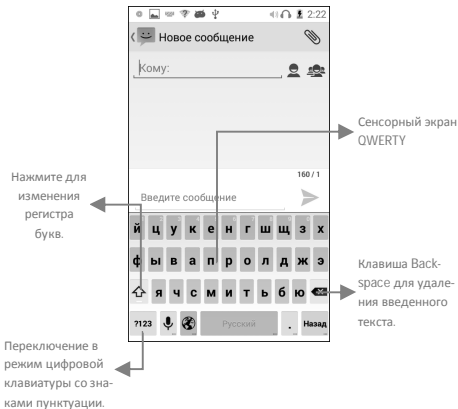 2:22
Новое сообщение
Кому:
Сенсорный экран
QWERTY
160 / 1
Нажмите для
изменения
регистра
букв.
Введите сообщение
й ц у к е н г ш щ з х
ф ы в а п р о л д ж э
я ч с м и т ь б ю
Клавиша Back-
space для удале-
ния введенного
текста.
?123 Русский . Назад
Переключение в
режим цифровой
клавиатуры со зна-
ками пунктуации.